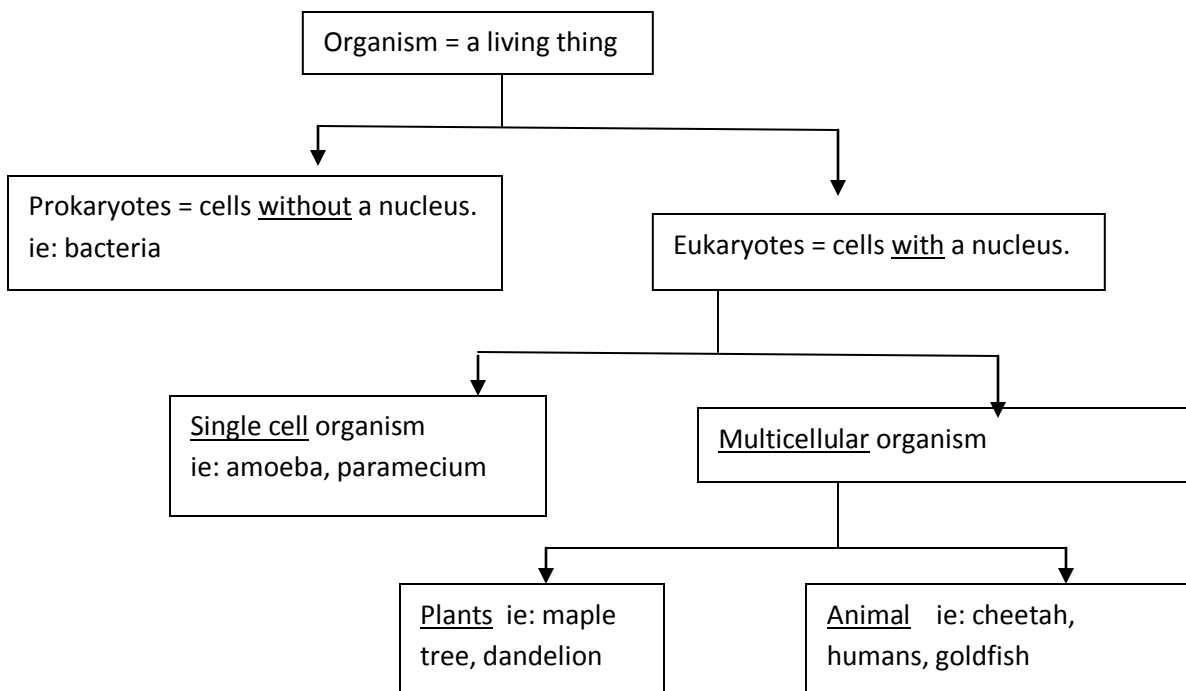 Organism = a living thing
Prokaryotes = cells without a nucleus.
ie: bacteria
Eukaryotes = cells with a nucleus.
Single cell organism
ie: amoeba, paramecium
Multicellular organism
Plants ie: maple
tree, dandelion
Animal ie: cheetah,
humans, goldfish